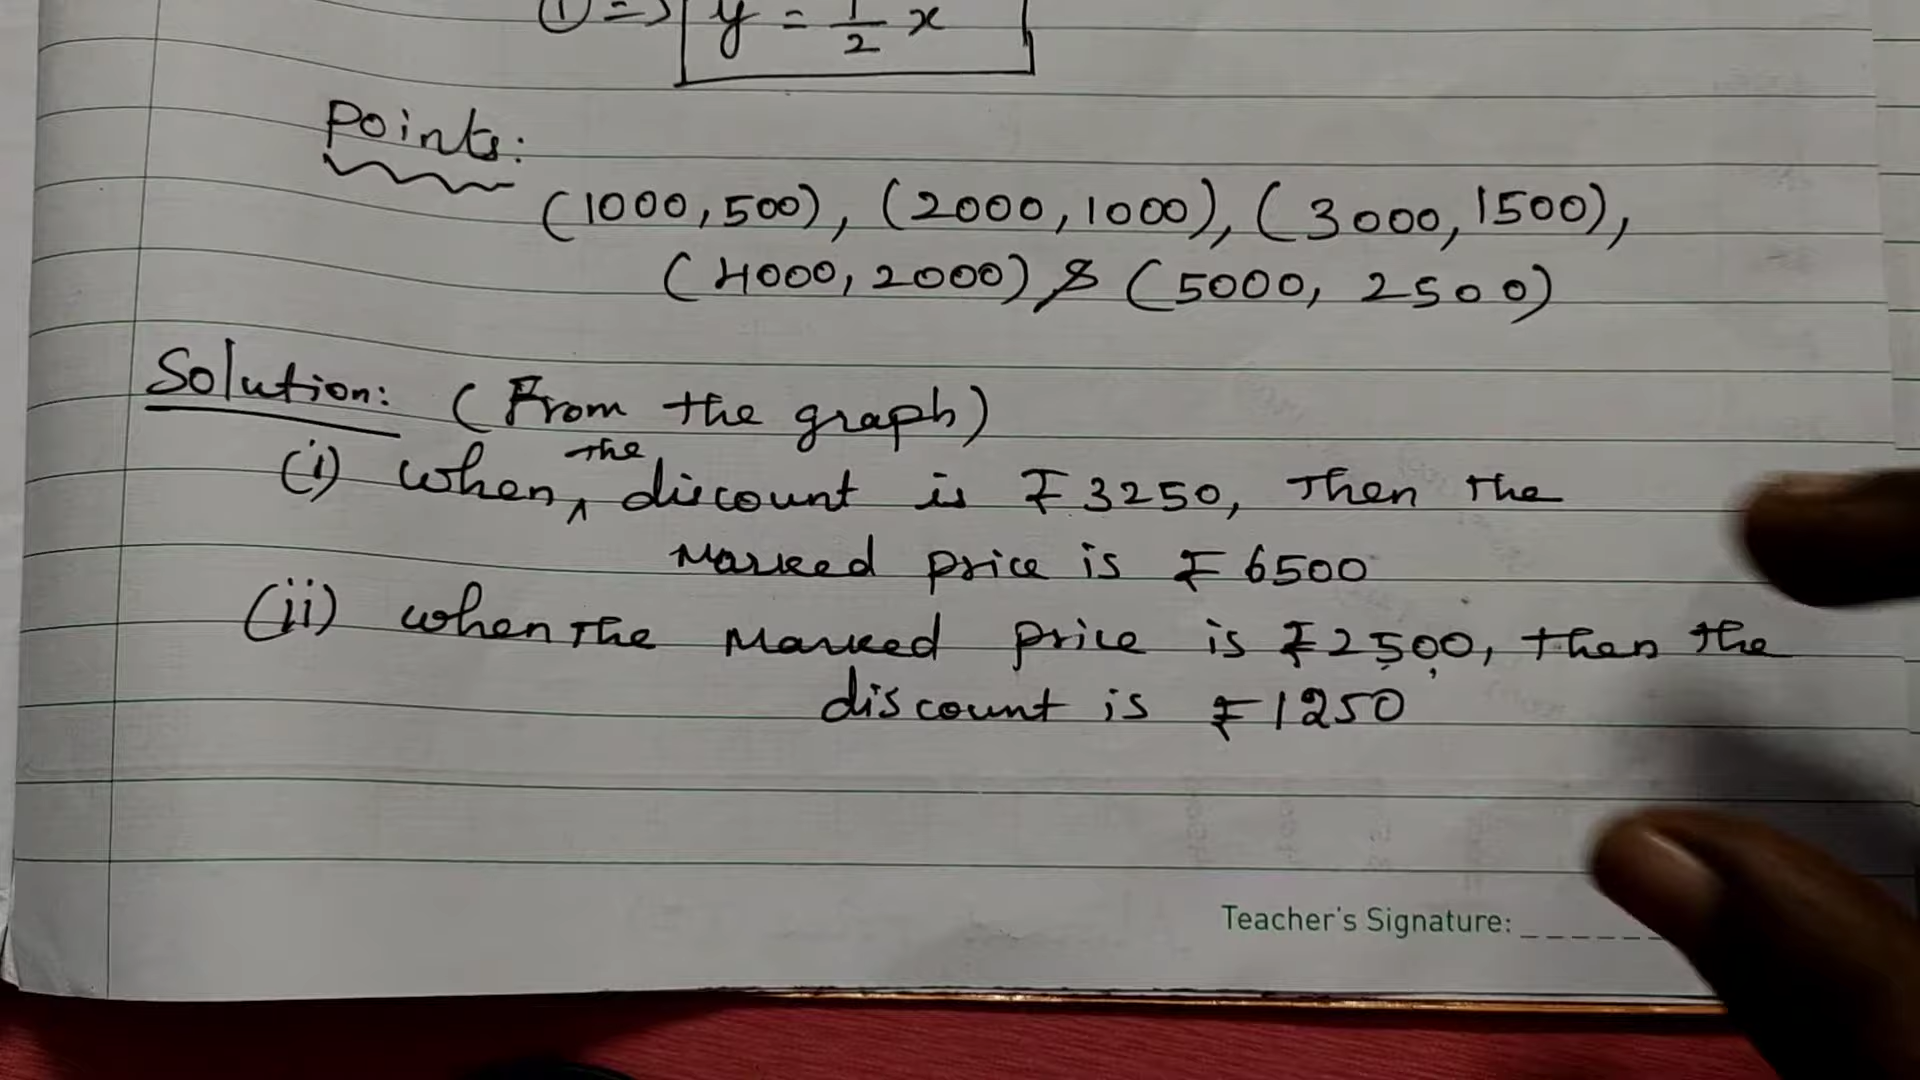 ① => y = 1/2 x
Points:
(1000, 500), (2000, 1000), (3000, 1500),
(4000, 2000) & (5000, 2500)
Solution: (From the graph)
(i) when the discount is ₹3250, Then the
Marked price is ₹6500
(ii) when The Marked price is ₹2500, then the
discount is ₹1250
Teacher's Signature: